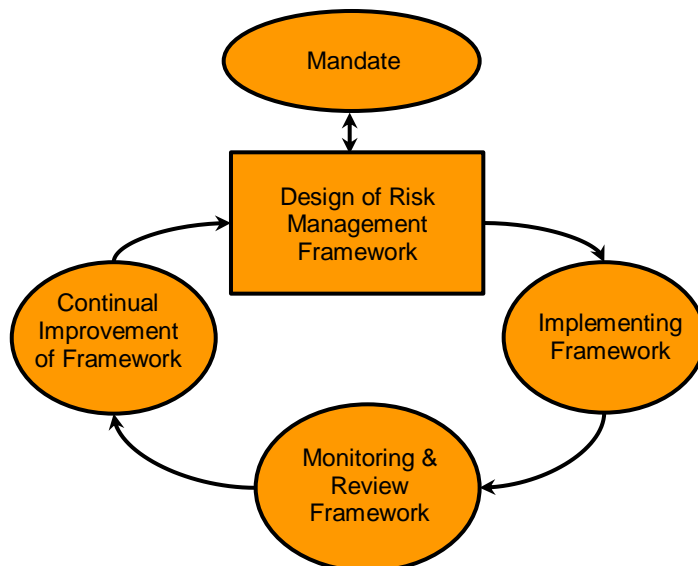 Mandate
Design of Risk
Management
Framework
Continual
Improvement
of Framework
Implementing
Framework
Monitoring &
Review
Framework